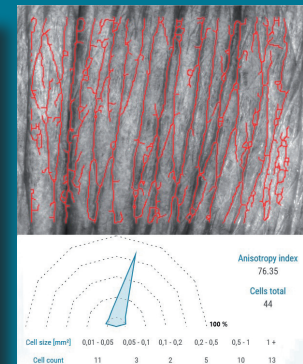 100 %
Anisotropy index
76.35
Cells total
44
Cell size [mm²] 0,01 - 0,05 0,05 - 0,1 0,1 - 0,2 0,2 - 0,5 0,5 - 1 1 +
Cell count 11 3 2 5 10 13